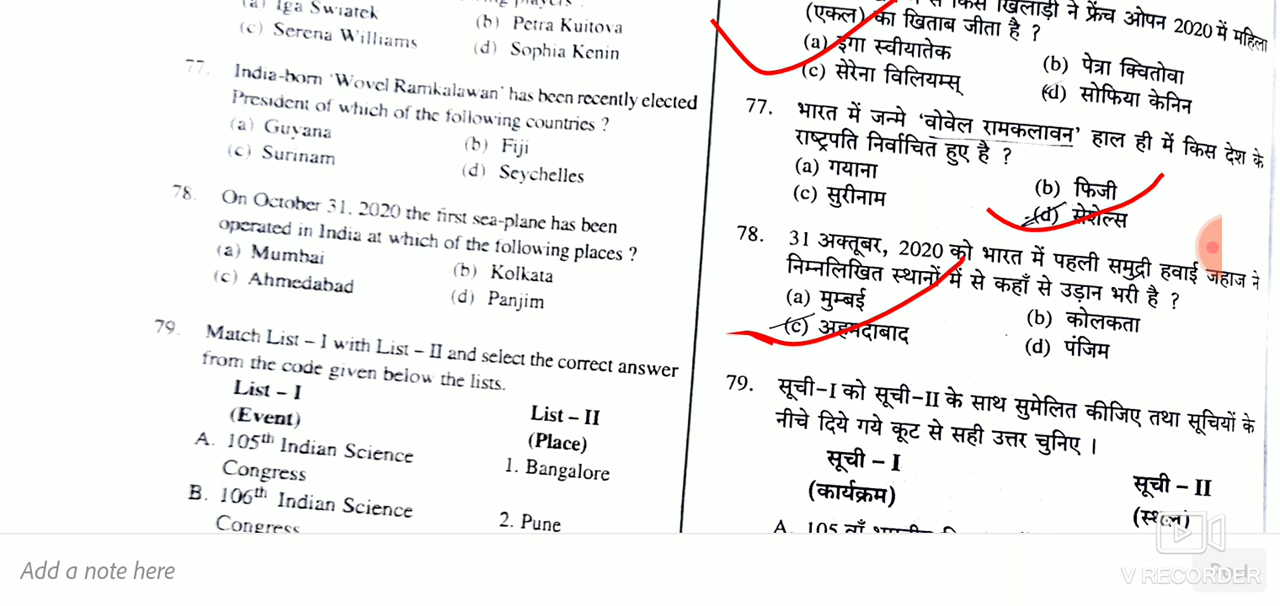 (a) Iga Swiatek
(b) Petra Kuitova
(c) Serena Williams
(d) Sophia Kenin
77. India-born 'Wovel Ramkalawan' has been recently elected
President of which of the following countries ?
(a) Guyana
(b) Fiji
(c) Surinam
(d) Seychelles
78. On October 31, 2020 the first sea-plane has been
operated in India at which of the following places ?
(a) Mumbai
(b) Kolkata
(c) Ahmedabad
(d) Panjim
79. Match List – I with List – II and select the correct answer
from the code given below the lists.
List – I
List – II
(Event)
(Place)
A. 105th Indian Science
Congress
1. Bangalore
B. 106th Indian Science
Congress
2. Pune
से किस खिलाड़ी ने फ्रेंच ओपन 2020 में महिला
(एकल) का खिताब जीता है ?
(a) इगा स्वीयातेक
(b) पेत्रा क्वितोवा
(c) सेरेना विलियम्स्
(d) सोफिया केनिन
77. भारत में जन्मे 'वोवेल रामकलावन' हाल ही में किस देश के
राष्ट्रपति निर्वाचित हुए है ?
(a) गयाना
(b) फिजी
(c) सुरीनाम
(d) सेशेल्स
78. 31 अक्तूबर, 2020 को भारत में पहली समुद्री हवाई जहाज ने
निम्नलिखित स्थानों में से कहाँ से उड़ान भरी है ?
(a) मुम्बई
(b) कोलकता
(c) अहमदाबाद
(d) पंजिम
79. सूची-I को सूची-II के साथ सुमेलित कीजिए तथा सूचियों के
नीचे दिये गये कूट से सही उत्तर चुनिए ।
सूची – I
सूची – II
(कार्यक्रम)
(स्थल)
A. 105 वाँ
Add a note here
Post
V RECORDER